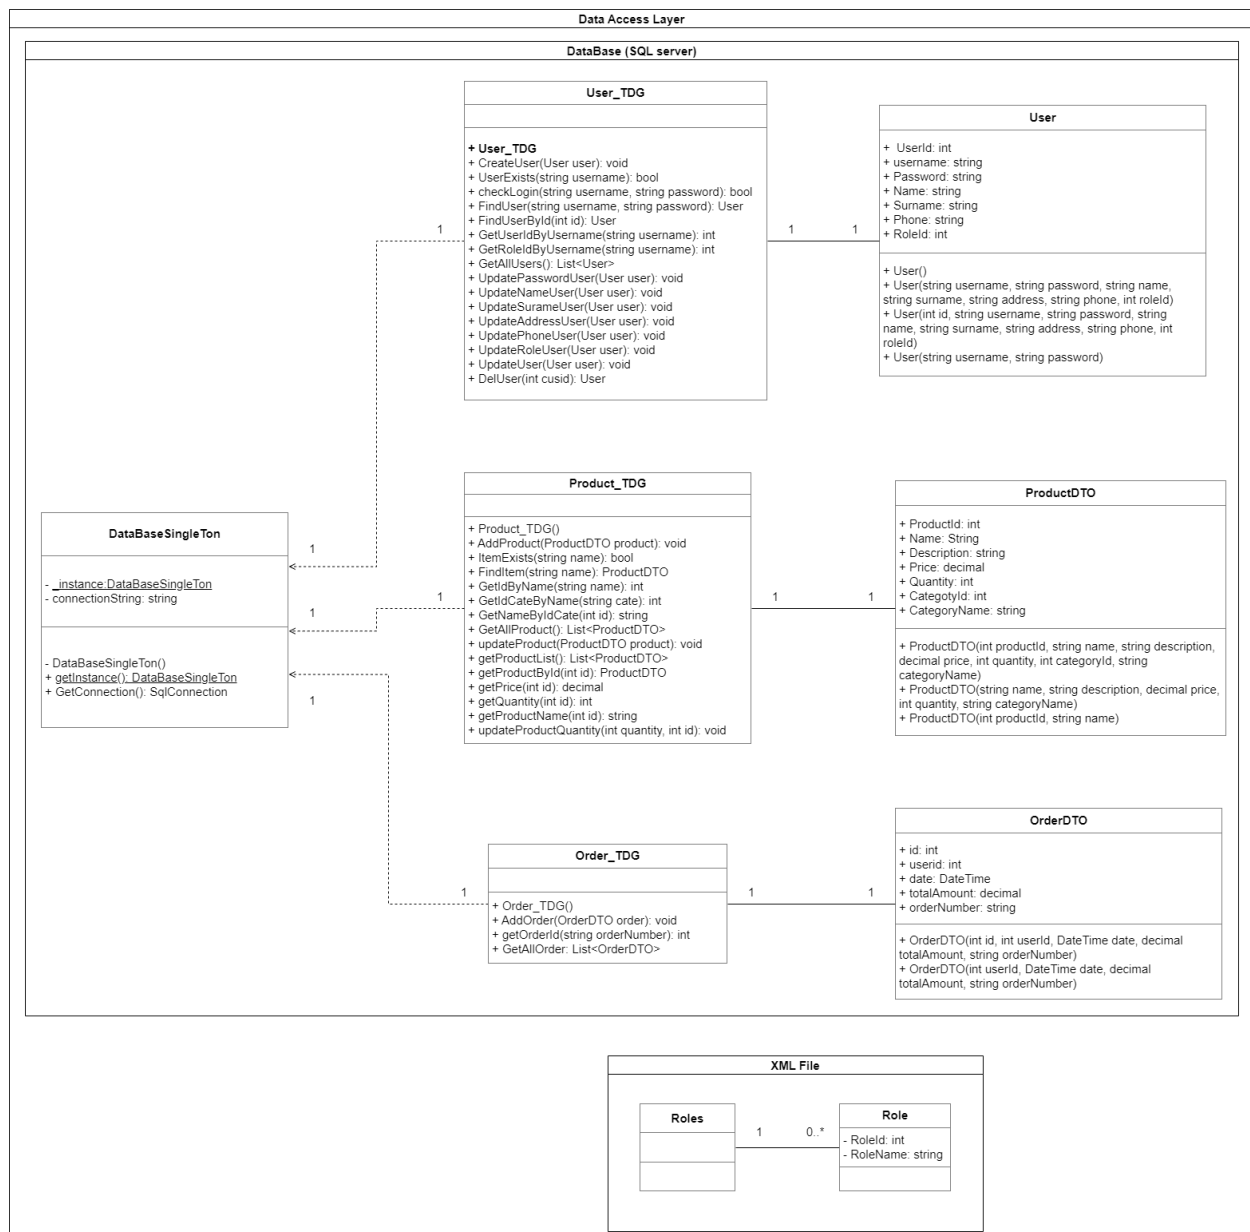 Data Access Layer
DataBase (SQL server)
User_TDG
+ User_TDG
+ CreateUser(User user): void
+ UserExists(string username): bool
+ checkLogin(string username, string password): bool
+ FindUser(string username, string password): User
+ FindUserById(int id): User
+ GetUserIdByUsername(string username): int
+ GetRoleIdByUsername(string username): int
+ GetAllUsers(): List<User>
+ UpdatePasswordUser(User user): void
+ UpdateNameUser(User user): void
+ UpdateSurameUser(User user): void
+ UpdateAddressUser(User user): void
+ UpdatePhoneUser(User user): void
+ UpdateRoleUser(User user): void
+ UpdateUser(User user): void
+ DelUser(int cusid): User
User
+ UserId: int
+ username: string
+ Password: string
+ Name: string
+ Surname: string
+ Phone: string
+ RoleId: int
+ User()
+ User(string username, string password, string name,
string surname, string address, string phone, int roleId)
+ User(int id, string username, string password, string
name, string surname, string address, string phone, int
roleId)
+ User(string username, string password)
1
1
1
Product_TDG
+ Product_TDG()
+ AddProduct(ProductDTO product): void
+ ItemExists(string name): bool
+ FindItem(string name): ProductDTO
+ GetIdByName(string name): int
+ GetIdCateByName(string cate): int
+ GetNameByIdCate(int id): string
+ GetAllProduct(): List<ProductDTO>
+ updateProduct(ProductDTO product): void
+ getProductList(): List<ProductDTO>
+ getProductById(int id): ProductDTO
+ getPrice(int id): decimal
+ getQuantity(int id): int
+ getProductName(int id): string
+ updateProductQuantity(int quantity, int id): void
ProductDTO
+ ProductId: int
+ Name: String
+ Description: string
+ Price: decimal
+ Quantity: int
+ CategotyId: int
+ CategoryName: string
+ ProductDTO(int productId, string name, string description,
decimal price, int quantity, int categoryId, string
categoryName)
+ ProductDTO(string name, string description, decimal price,
int quantity, string categoryName)
+ ProductDTO(int productId, string name)
DataBaseSingleTon
- _instance:DataBaseSingleTon
- connectionString: string
- DataBaseSingleTon()
+ getInstance(): DataBaseSingleTon
+ GetConnection(): SqlConnection
1
1
1
1
1
1
Order_TDG
+ Order_TDG()
+ AddOrder(OrderDTO order): void
+ getOrderId(string orderNumber): int
+ GetAllOrder: List<OrderDTO>
OrderDTO
+ id: int
+ userid: int
+ date: DateTime
+ totalAmount: decimal
+ orderNumber: string
+ OrderDTO(int id, int userId, DateTime date, decimal
totalAmount, string orderNumber)
+ OrderDTO(int userId, DateTime date, decimal
totalAmount, string orderNumber)
1
1
1
XML File
Roles
1
0..*
Role
- RoleId: int
- RoleName: string